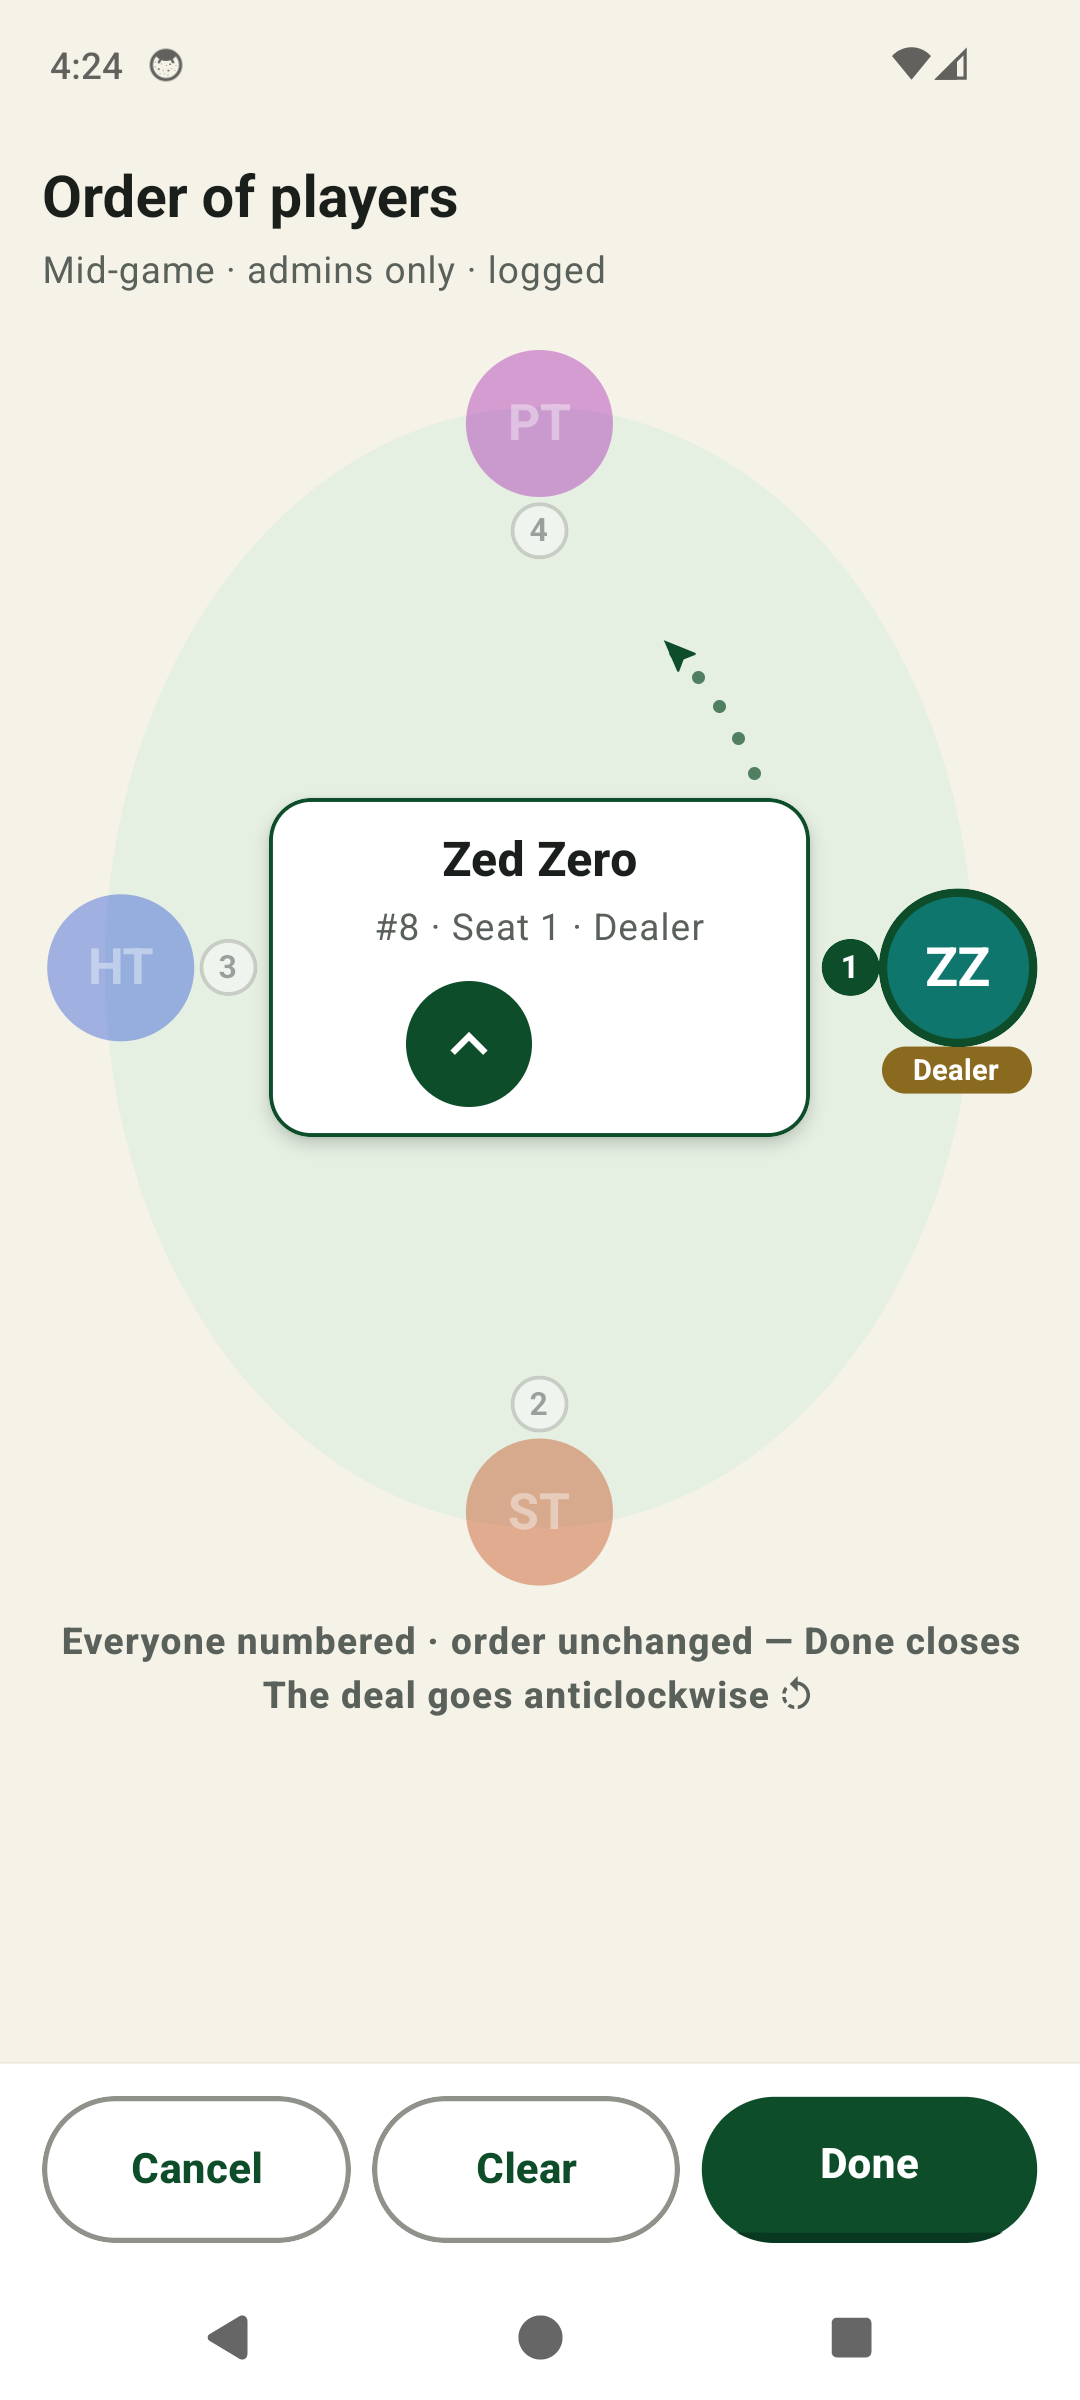 4:24
Order of players
Mid-game · admins only · logged
PT
4
Zed Zero
#8 · Seat 1 · Dealer
HT
3
1
ZZ
Dealer
2
ST
Everyone numbered · order unchanged — Done closes
The deal goes anticlockwise
Cancel
Clear
Done